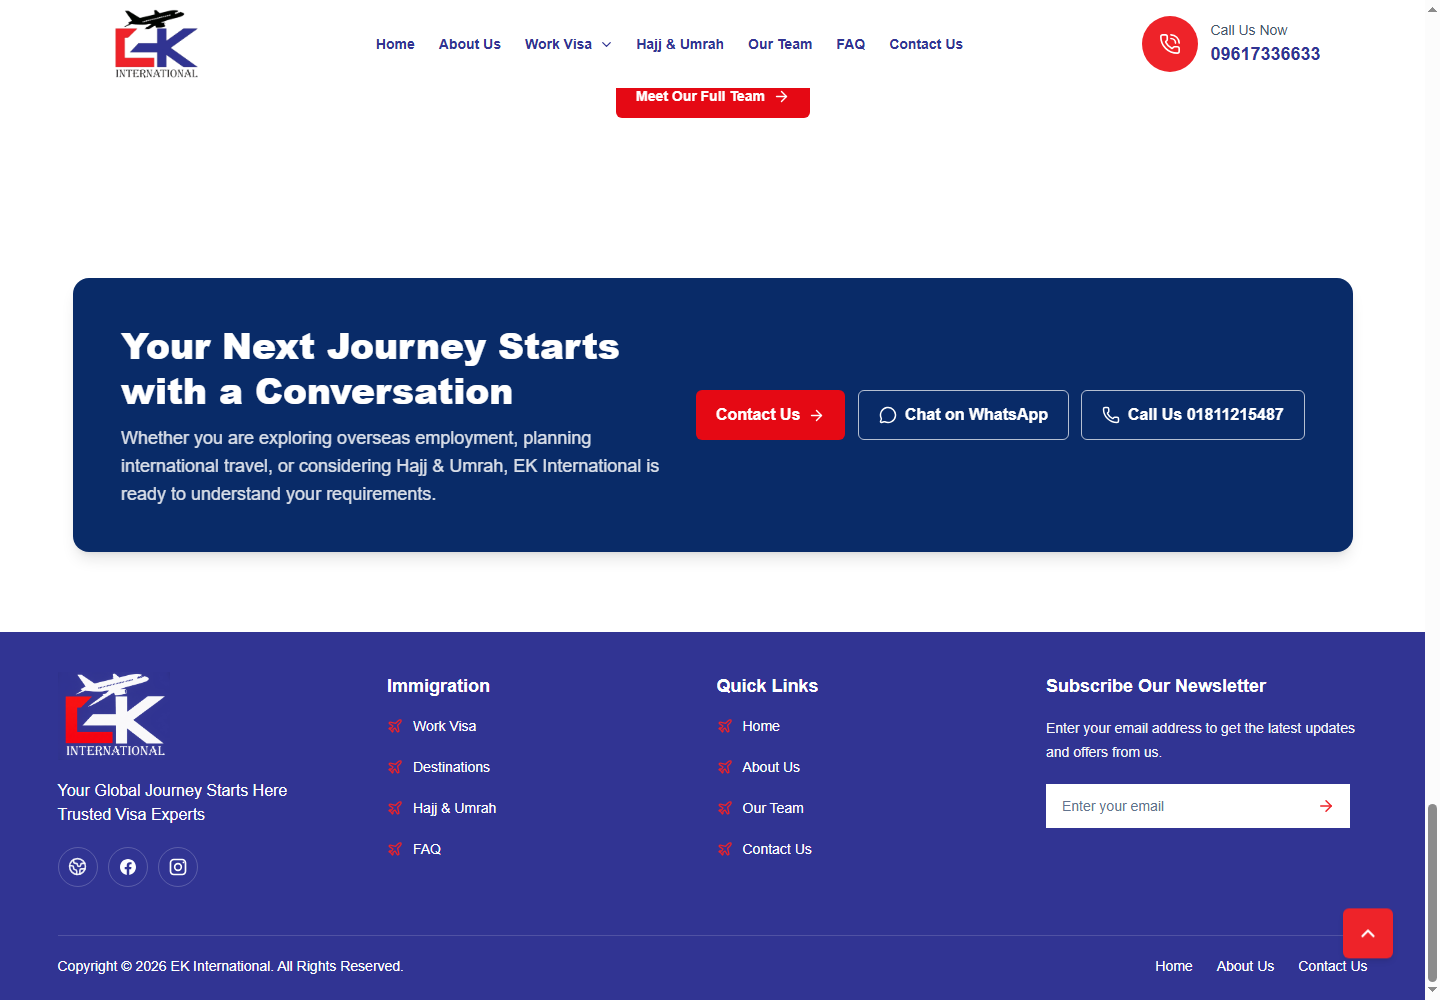 EK
INTERNATIONAL
Home
About Us
Work Visa
Hajj & Umrah
Our Team
FAQ
Contact Us
Call Us Now
09617336633
Meet Our Full Team
Your Next Journey Starts
with a Conversation
Whether you are exploring overseas employment, planning
international travel, or considering Hajj & Umrah, EK International is
ready to understand your requirements.
Contact Us
Chat on WhatsApp
Call Us 01811215487
EK
INTERNATIONAL
Your Global Journey Starts Here
Trusted Visa Experts
Immigration
Work Visa
Destinations
Hajj & Umrah
FAQ
Quick Links
Home
About Us
Our Team
Contact Us
Subscribe Our Newsletter
Enter your email address to get the latest updates
and offers from us.
Enter your email
Copyright © 2026 EK International. All Rights Reserved.
Home
About Us
Contact Us